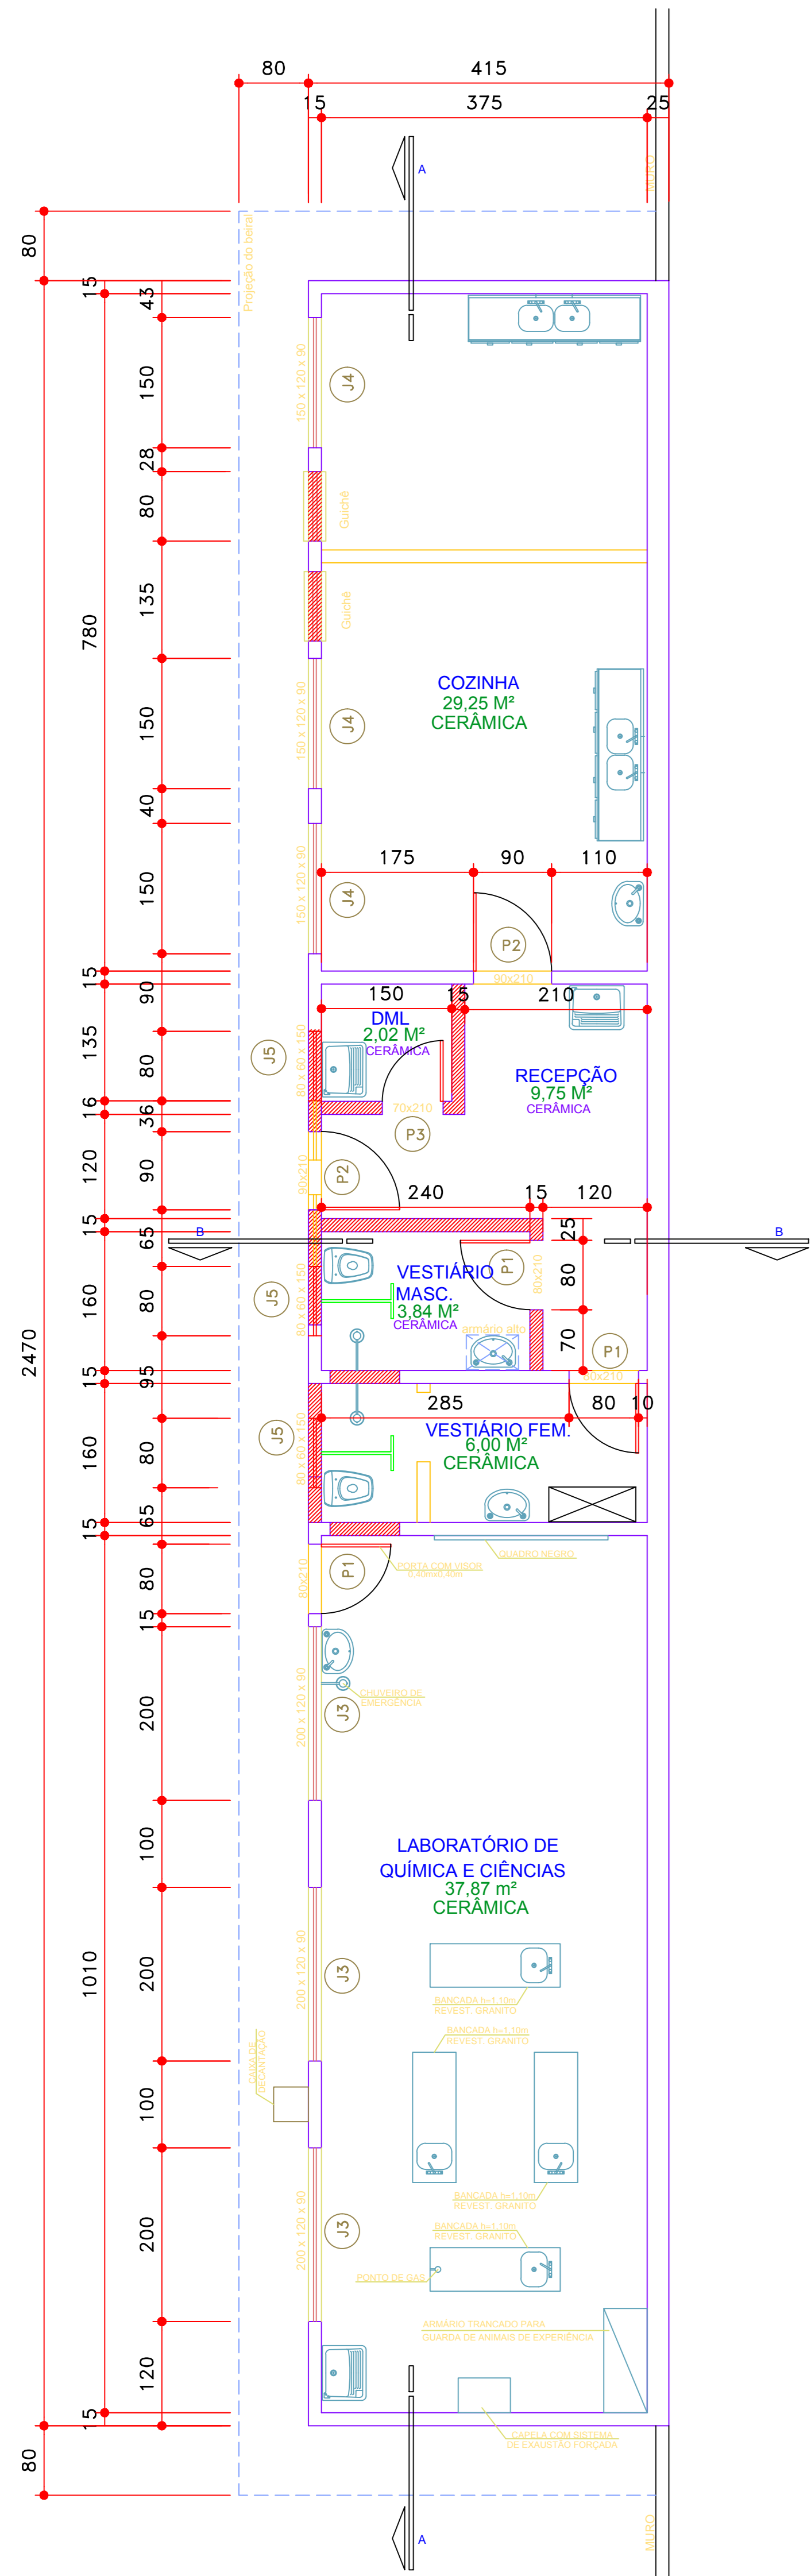 80
415
15
375
25
A
MURO
80
Projeção do beiral
15
43
150
150 x 120 x 90
J4
28
80
Guichê
780
135
Guichê
COZINHA
29,25 M²
CERÂMICA
150
150 x 120 x 90
J4
40
175
90
110
150
150 x 120 x 90
J4
P2
15
90x210
90
150
15
210
DML
2,02 M²
CERÂMICA
135
80
J5
80 x 60 x 150
RECEPÇÃO
9,75 M²
CERÂMICA
16
36
70x210
P3
120
90
90x210
P2
240
15
120
15
65
B
25
B
160
80
J5
80 x 60 x 150
VESTIÁRIO
MASC.
3,84 M²
CERÂMICA
P1
80x210
80
armário alto
70
P1
80x210
2470
15
95
285
80
10
160
80
J5
80 x 60 x 150
VESTIÁRIO FEM.
6,00 M²
CERÂMICA
65
15
QUADRO NEGRO
80
80x210
P1
PORTA COM VISOR
0,40mx0,40m
15
200
200 x 120 x 90
J3
CHUVEIRO DE
EMERGÊNCIA
100
LABORATÓRIO DE
QUÍMICA E CIÊNCIAS
37,87 m²
CERÂMICA
1010
200
200 x 120 x 90
J3
BANCADA h=1,10m
REVEST. GRANITO
BANCADA h=1,10m
REVEST. GRANITO
CAIXA DE
DECANTAÇÃO
100
BANCADA h=1,10m
REVEST. GRANITO
200
200 x 120 x 90
J3
BANCADA h=1,10m
REVEST. GRANITO
PONTO DE GAS
ARMÁRIO TRANCADO PARA
GUARDA DE ANIMAIS DE EXPERIÊNCIA
120
15
CAPELA COM SISTEMA
DE EXAUSTÃO FORÇADA
80
MURO
A